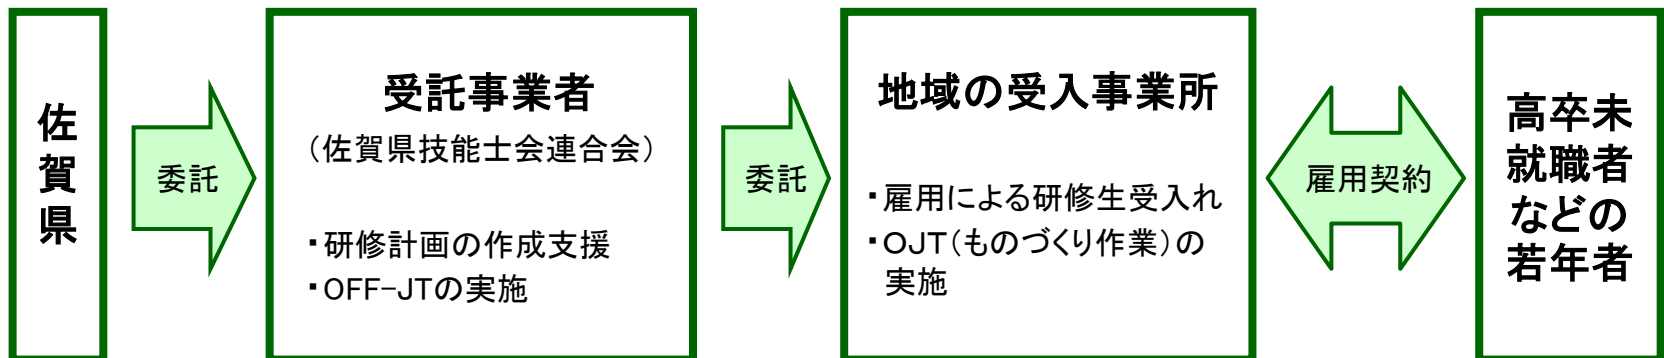 佐
賀
県
委託
受託事業者
（佐賀県技能士会連合会）
・研修計画の作成支援
・OFF-JTの実施
委託
地域の受入事業所
・雇用による研修生受入れ
・OJT（ものづくり作業）の
実施
雇用契約
高卒未
就職者
などの
若年者